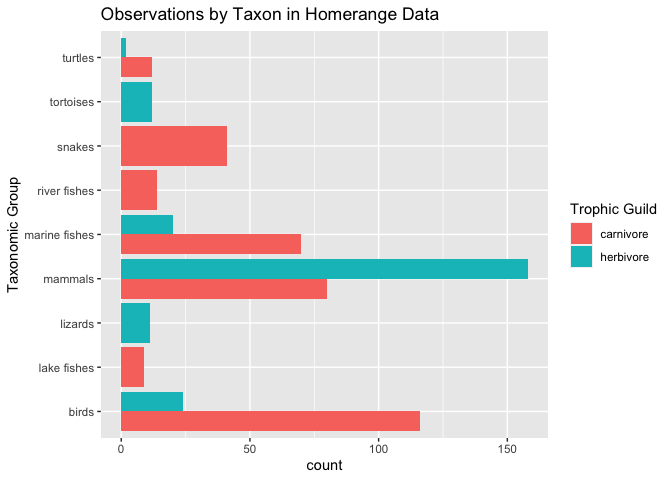 Observations by Taxon in Homerange Data
Taxonomic Group
turtles
tortoises
snakes
river fishes
marine fishes
mammals
lizards
lake fishes
birds
0 50 100 150
count
Trophic Guild
carnivore
herbivore